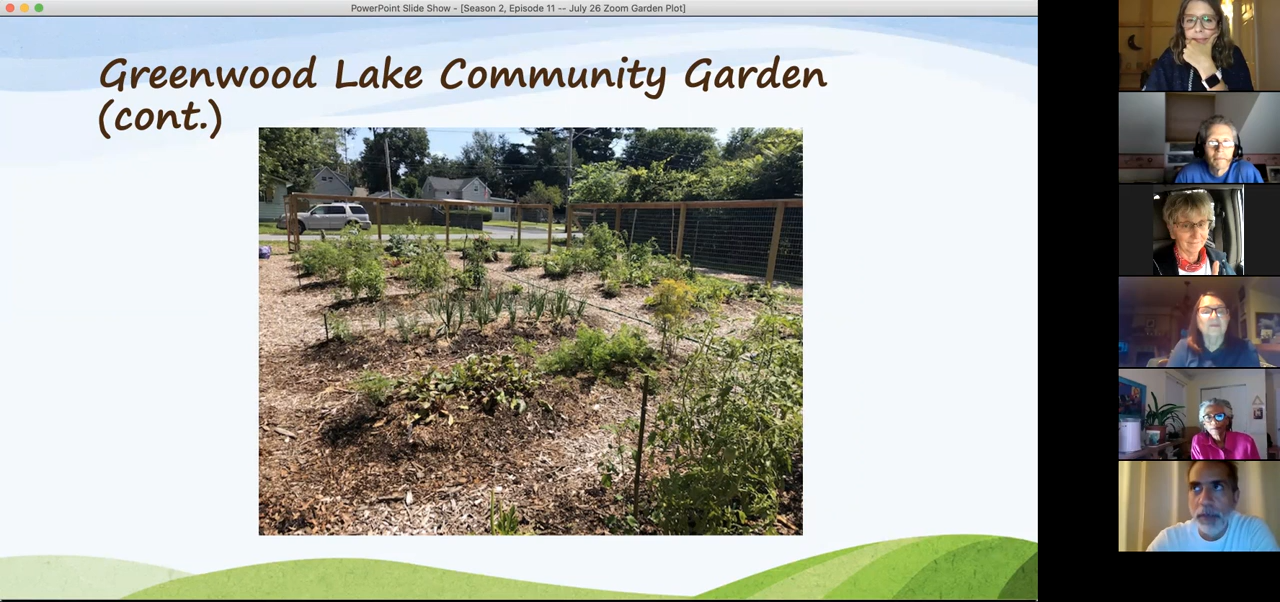 PowerPoint Slide Show - [Season 2, Episode 11 -- July 26 Zoom Garden Plot]
Greenwood Lake Community Garden
(cont.)